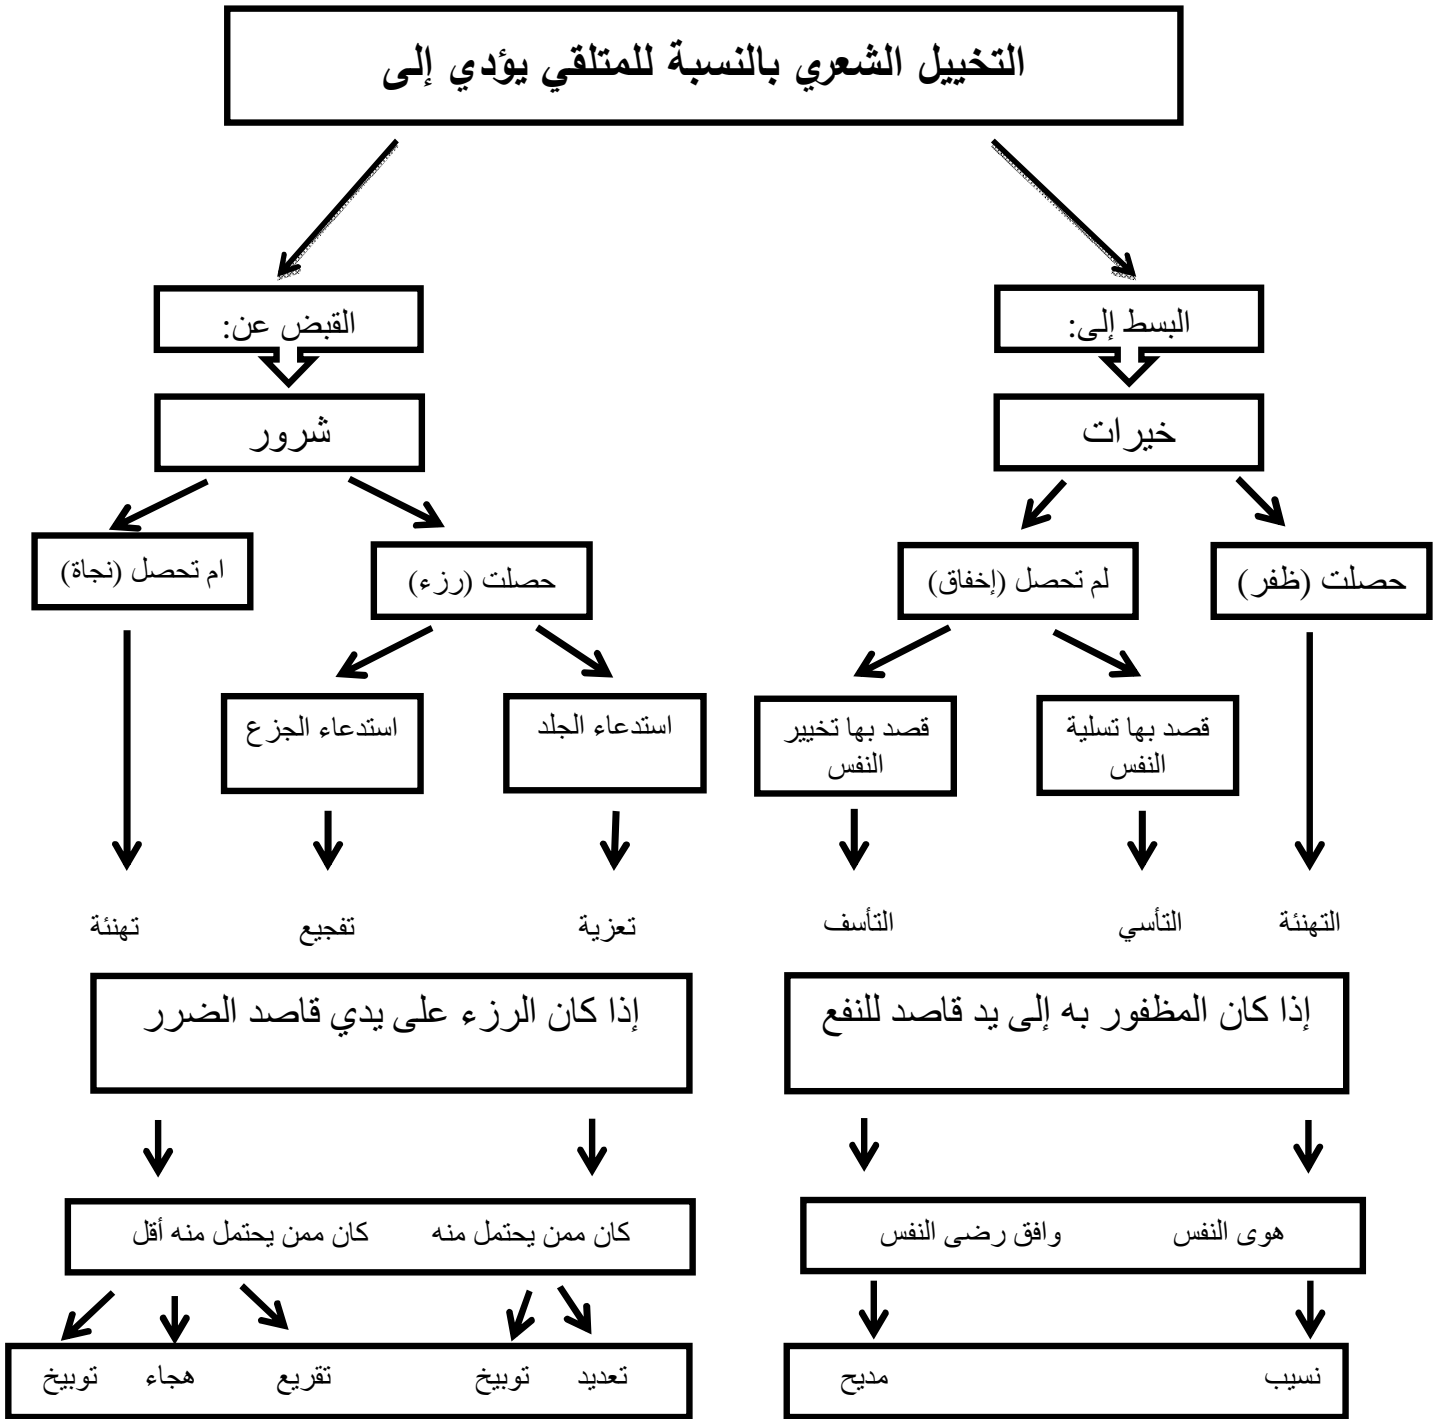 التخييل الشعري بالنسبة للمتلقي يؤدي إلى
البسط إلى:
القبض عن:
خيرات
شرور
حصلت (ظفر)
لم تحصل (إخفاق)
حصلت (رزء)
ام تحصل (نجاة)
قصد بها تسلية
النفس
قصد بها تخيير
النفس
استدعاء الجلد
استدعاء الجزع
التهنئة
التأسي
التأسف
تعزية
تفجيع
تهنئة
إذا كان المظفور به إلى يد قاصد للنفع
إذا كان الرزء على يدي قاصد الضرر
هوى النفس
وافق رضى النفس
كان ممن يحتمل منه
كان ممن يحتمل منه أقل
نسيب
مديح
تعديد
توبيخ
تقريع
هجاء
توبيخ